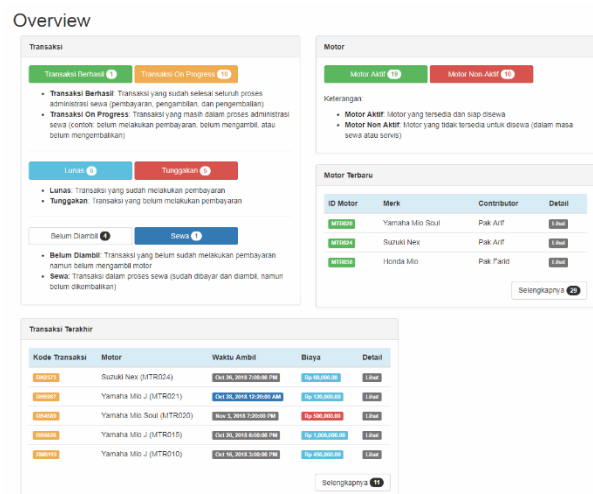 Overview
Transaksi
Transaksi Berhasil 1 Transaksi On Progress 10
Transaksi Berhasil: Transaksi yang sudah selesai seluruh proses
administrasi sewa (pembayaran, pengambilan, dan pengembalian)
Transaksi On Progress: Transaksi yang masih dalam proses administrasi
sewa (contoh: belum melakukan pembayaran, belum mengambil, atau
belum mengembalikan)
Lunas Tunggakan 5
Lunas: Transaksi yang sudah melakukan pembayaran
Tunggakan: Transaksi yang belum melakukan pembayaran
Belum Diambil 4 Sewa 1
Belum Diambil: Transaksi yang belum sudah melakukan pembayaran
namun belum mengambil motor
Sewa: Transaksi dalam proses sewa (sudah dibayar dan diambil, namun
belum dikembalikan)
Motor
Motor Aktif 19 Motor Non Aktif 10
Keterangan:
Motor Aktif: Motor yang tersedia dan siap disewa
Motor Non Aktif: Motor yang tidak tersedia untuk disewa (dalam masa
sewa atau servis)
Motor Terbaru
ID Motor Merk Contributor Detail
MTR020 Yamaha Mio Soul Pak Arif Lihat
MTR024 Suzuki Nex Pak Arif Lihat
MTR030 Honda Mio Pak Farid Lihat
Selengkapnya 29
Transaksi Terakhir
Kode Transaksi Motor Waktu Ambil Biaya Detail
Suzuki Nex (MTR024) Oct 26, 2018 7:00:00 PM Rp 60,000.00 Lihat
Yamaha Mio J (MTR021) Oct 28, 2018 12:20:00 AM Rp 120,000.00 Lihat
Yamaha Mio Soul (MTR020) Nov 3, 2018 7:20:00 PM Rp 500,000.00 Lihat
Yamaha Mio J (MTR015) Oct 20, 2018 6:00:00 PM Rp 1,000,000.00 Lihat
Yamaha Mio J (MTR010) Oct 16, 2018 3:00:00 PM Rp 450,000.00 Lihat
Selengkapnya 11